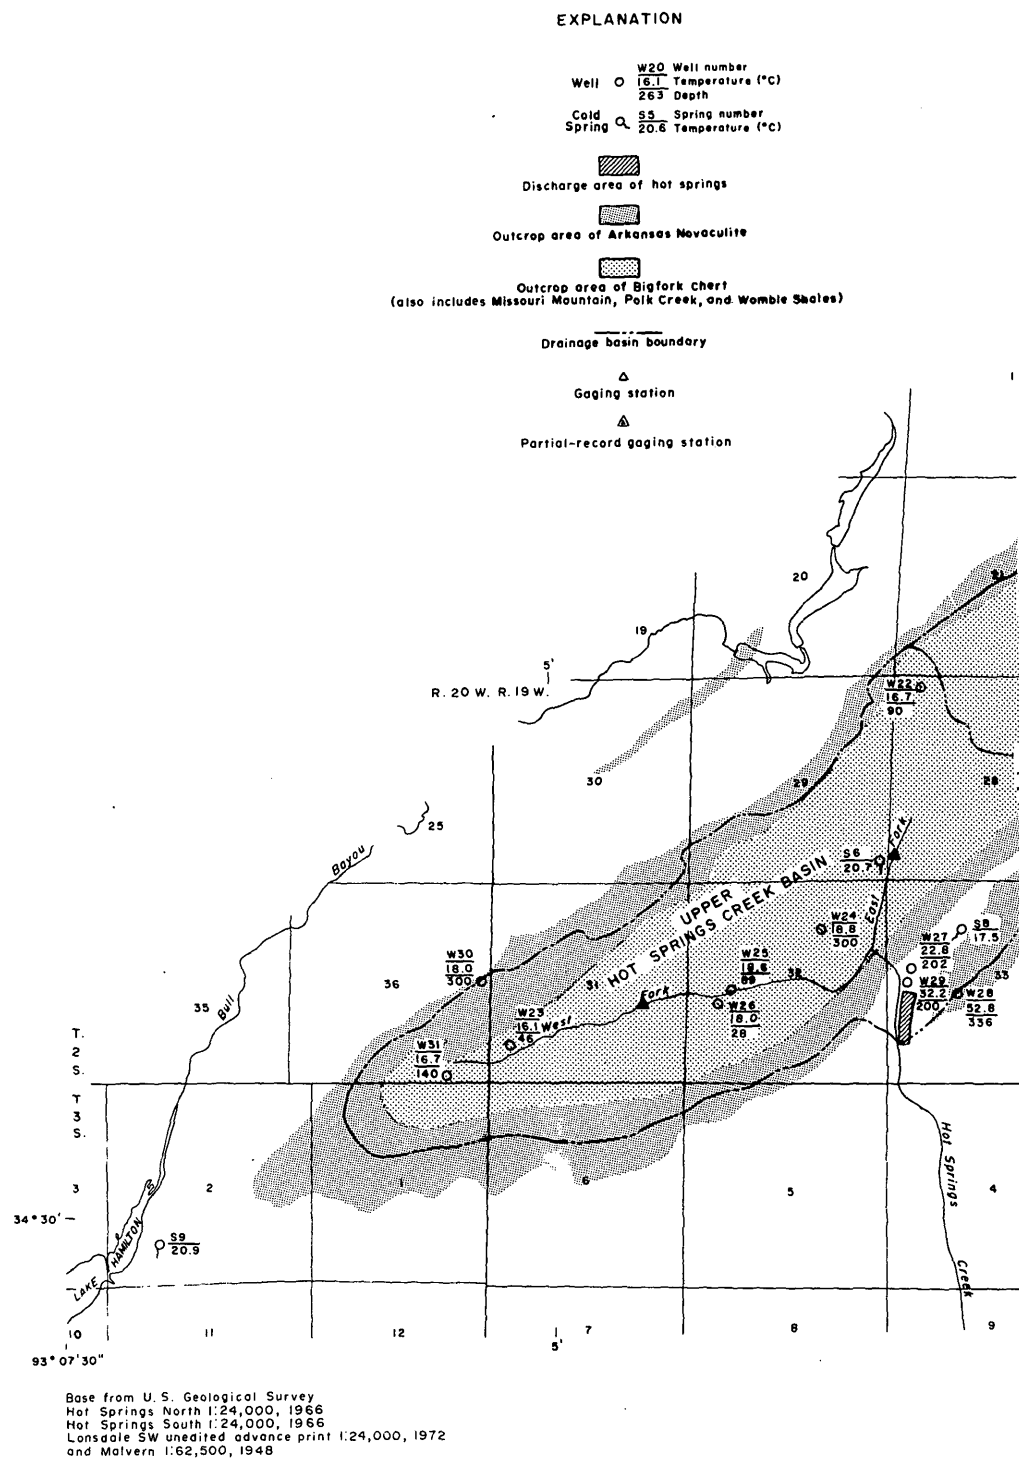 EXPLANATION
Well
W20 Well number
16.1 Temperature (°C)
263 Depth
Cold Spring
S5 Spring number
20.6 Temperature (°C)
Discharge area of hot springs
Outcrop area of Arkansas Novaculite
Outcrop area of Bigfork Chert
(also includes Missouri Mountain, Polk Creek, and Womble Shales)
Drainage basin boundary
Gaging station
Partial-record gaging station
1
20
21
19
5'
R. 20 W. R. 19 W.
W22
16.7
90
30
29
28
25
Bayou
Fork
S6
20.7
UPPER
HOT SPRINGS CREEK BASIN
East
W24
18.8
300
S8
17.5
W27
22.8
202
W30
18.0
300
36
31
W25
18.6
89
32
33
W29
32.2
200
W28
52.8
336
35
Bull
Fork
W26
18.0
28
W23
16.1
46
West
W31
16.7
140
T.
2
S.
T
3
S.
Hot Springs
3
2
1
6
5
4
34°30'
S9
20.9
LAKE HAMILTON
Creek
10
11
12
7
8
9
5'
93°07'30"
Base from U.S. Geological Survey
Hot Springs North 1:24,000, 1966
Hot Springs South 1:24,000, 1966
Lonsdale SW unedited advance print 1:24,000, 1972
and Malvern 1:62,500, 1948